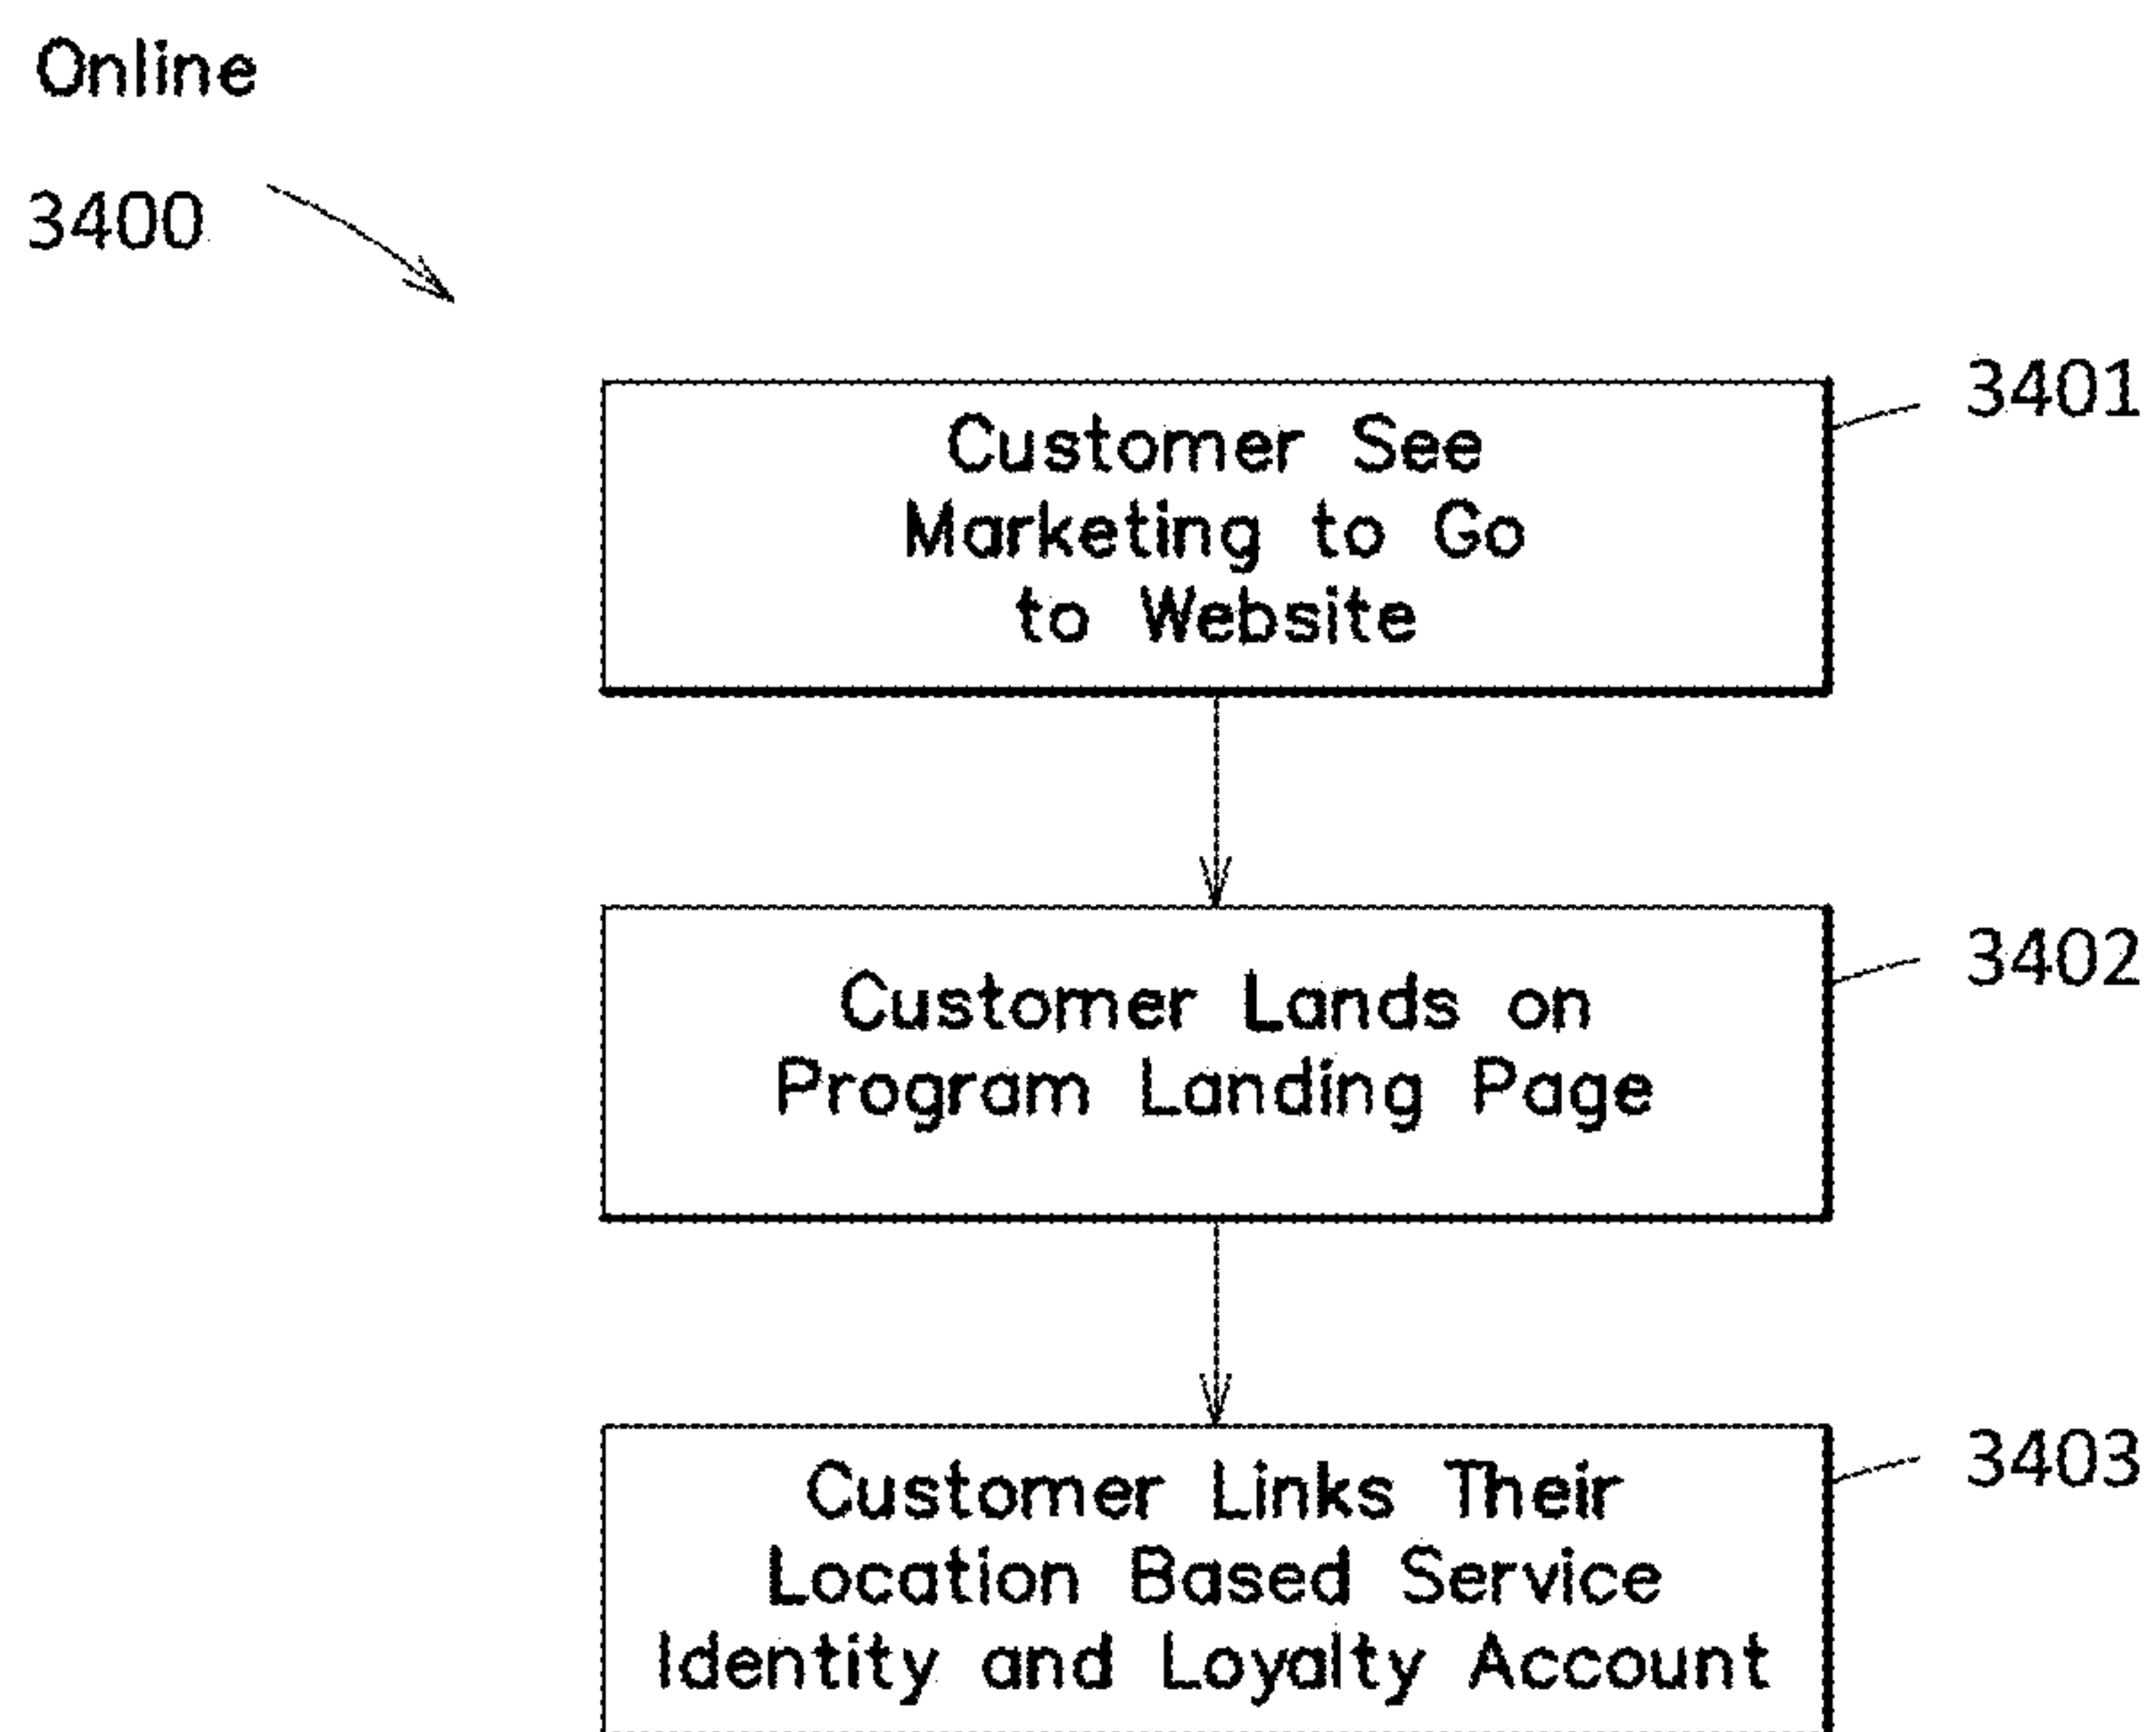 Online
3400
3401
Customer See
Marketing to Go
to Website
3402
Customer Lands on
Program Landing Page
3403
Customer Links Their
Location Based Service
Identity and Loyalty Account